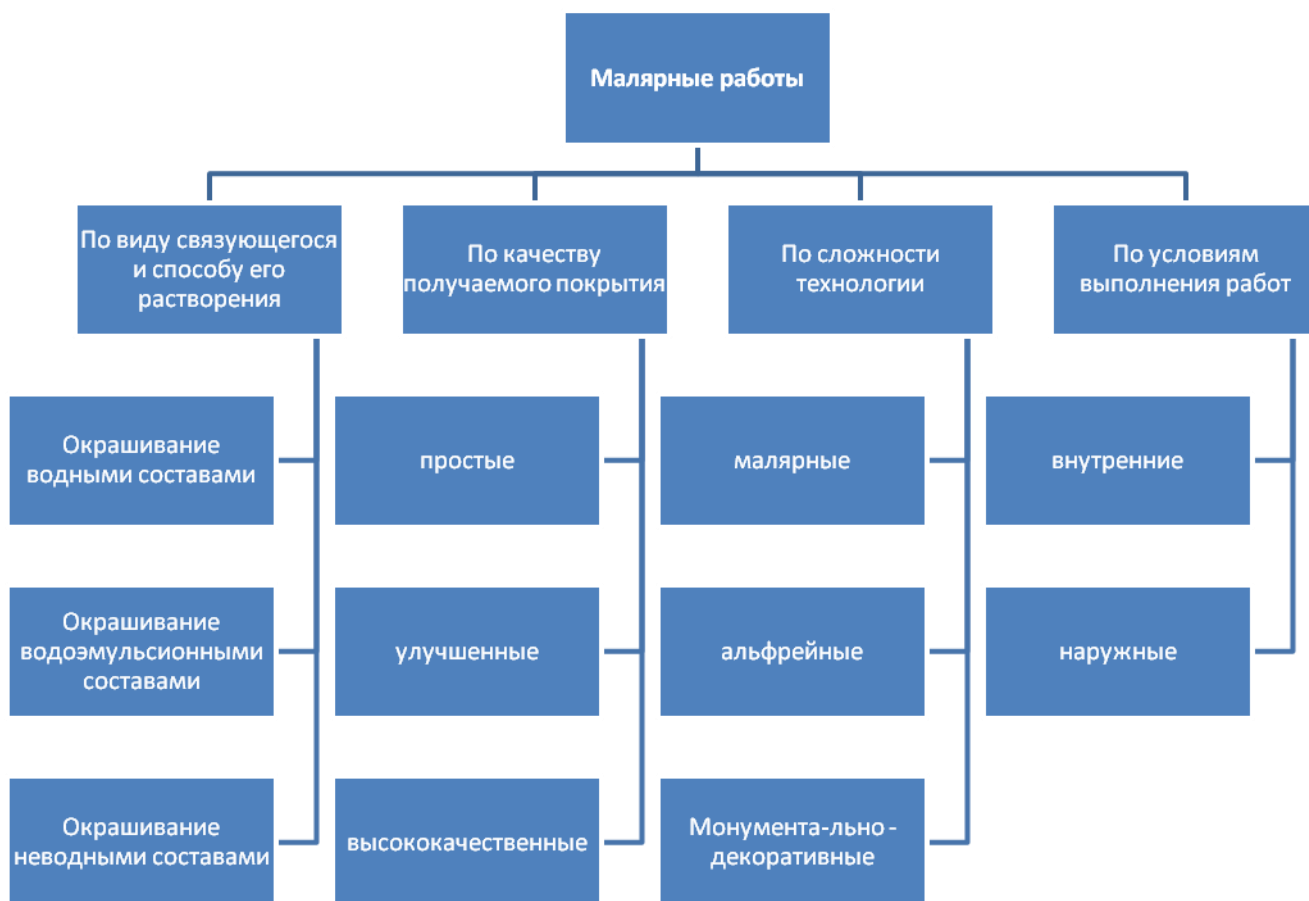 Малярные работы
По виду связующегося
и способу его
растворения
По качеству
получаемого покрытия
По сложности
технологии
По условиям
выполнения работ
Окрашивание
водными составами
простые
малярные
внутренние
Окрашивание
водоэмульсионными
составами
улучшенные
альфрейные
наружные
Окрашивание
неводными составами
высококачественные
Монумента-льно -
декоративные